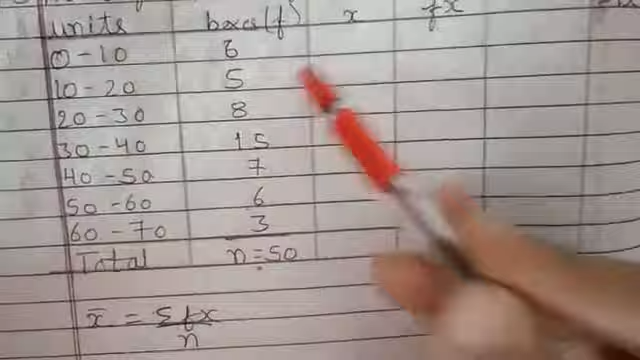 units boxes(f) x fx
0-10 6
10-20 5
20-30 8
30-40 15
40-50 7
50-60 6
60-70 3
Total n=50
x̄ = Σfx
n